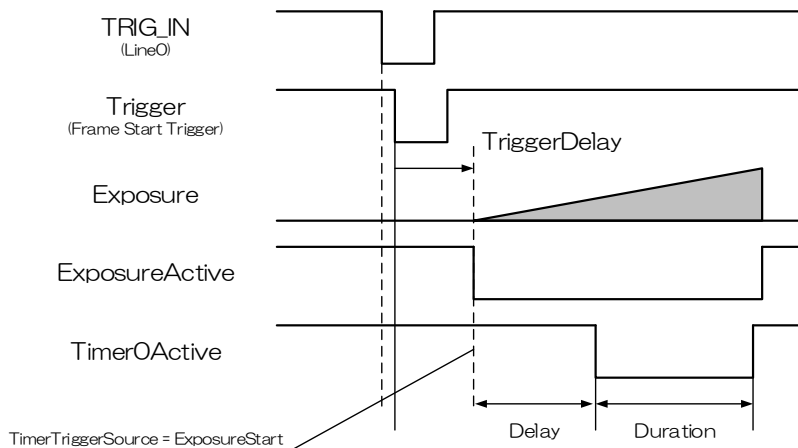 TRIG_IN
(Line0)
Trigger
(Frame Start Trigger)
TriggerDelay
Exposure
ExposureActive
Timer0Active
TimerTriggerSource = ExposureStart
Delay
Duration